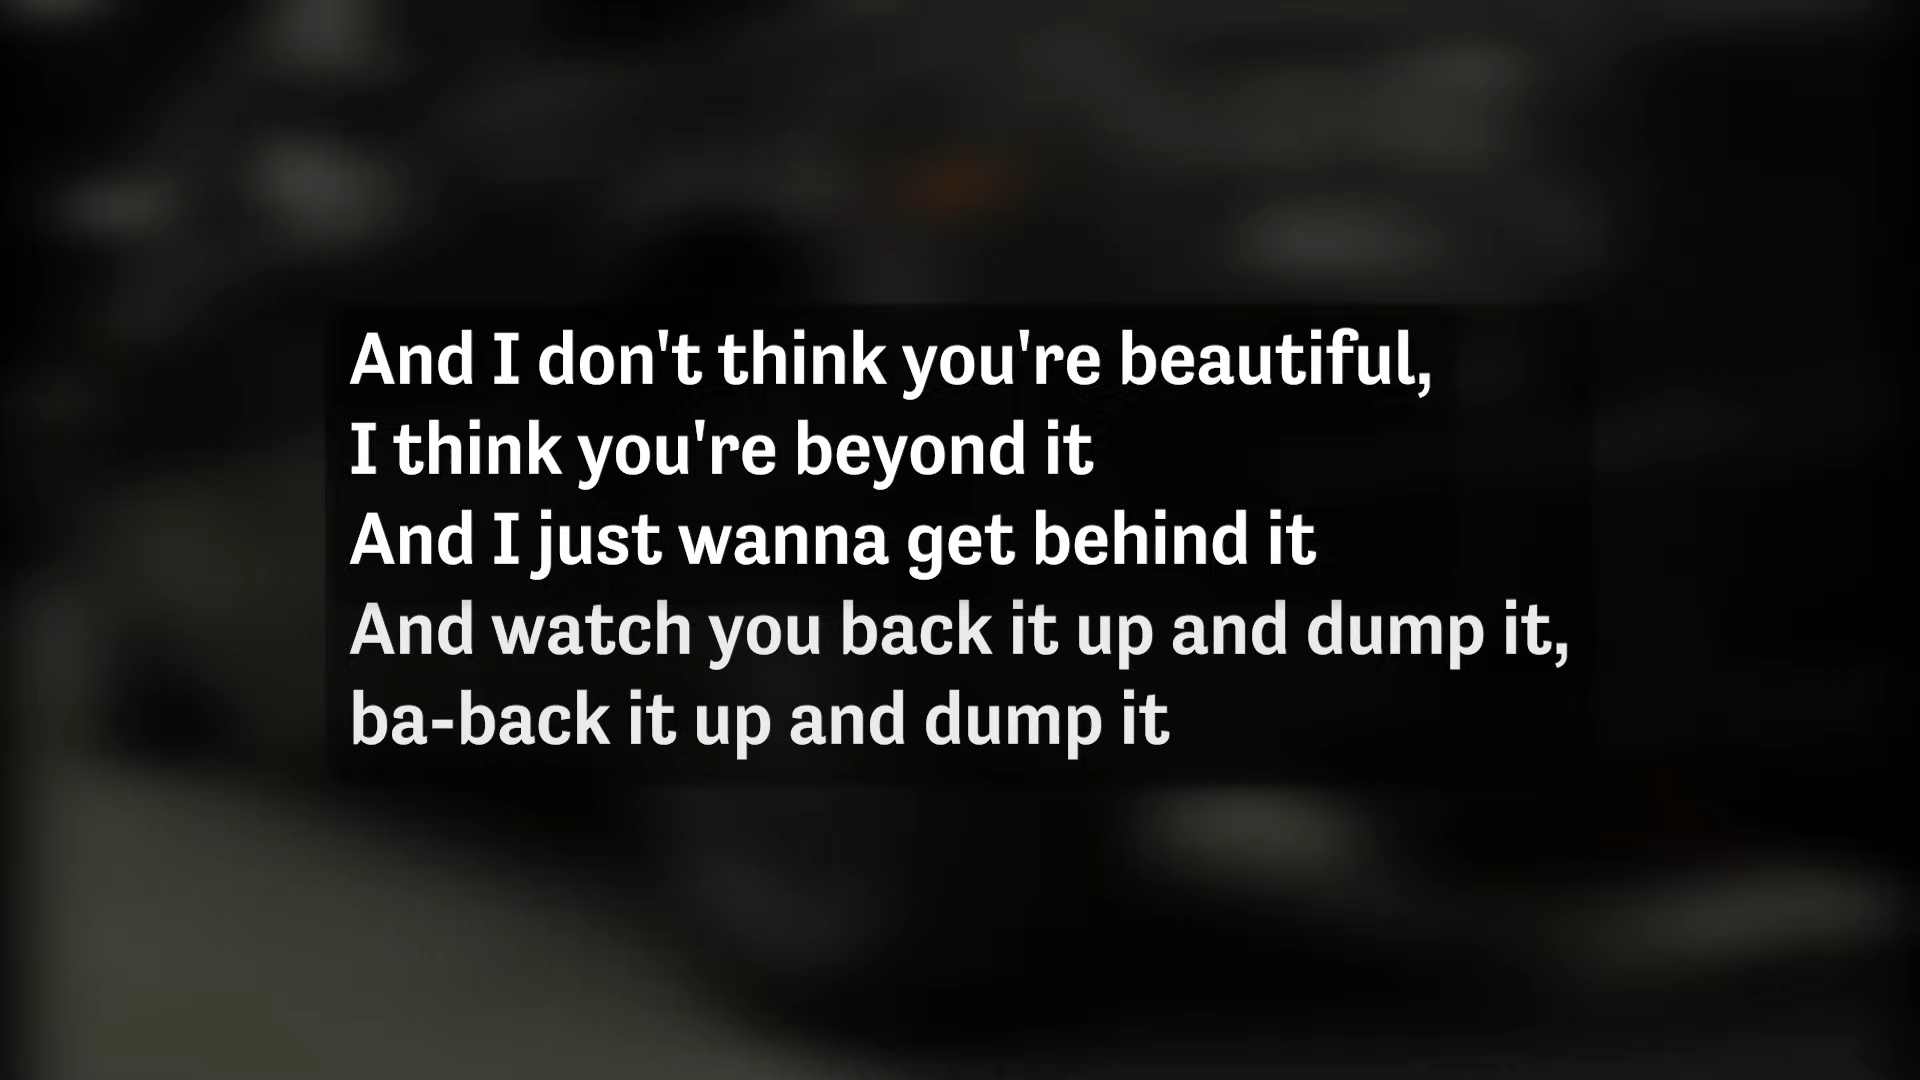 And I don't think you're beautiful,
I think you're beyond it
And I just wanna get behind it
And watch you back it up and dump it,
ba-back it up and dump it